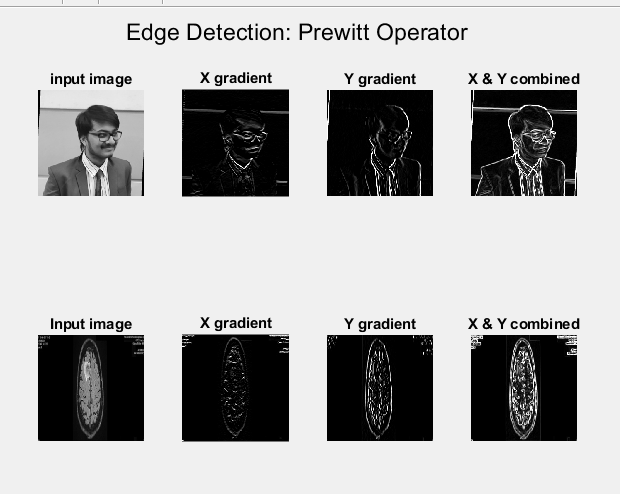 Edge Detection: Prewitt Operator
input image
X gradient
Y gradient
X & Y combined
Input image
X gradient
Y gradient
X & Y combined